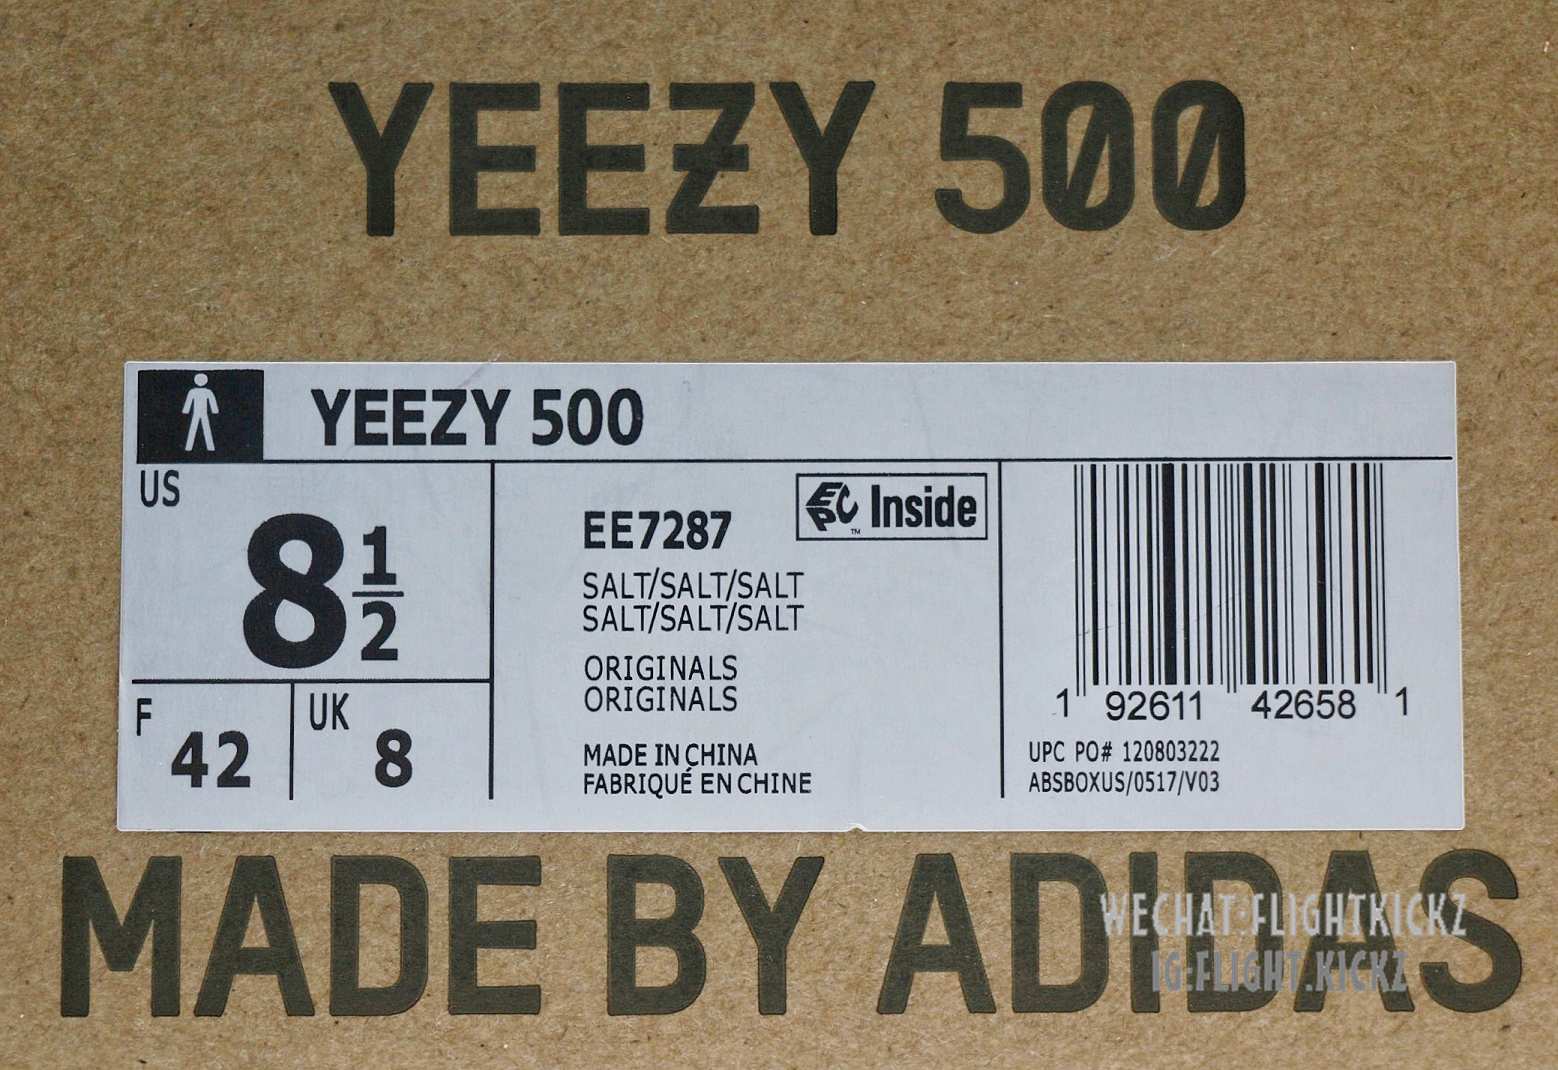 YEEZY 500
YEEZY 500
US
8 1/2
F
42
UK
8
EE7287
EPC™ Inside
SALT/SALT/SALT
SALT/SALT/SALT
ORIGINALS
ORIGINALS
MADE IN CHINA
FABRIQUÉ EN CHINE
1 92611 42658 1
UPC PO# 120803222
ABSBOXUS/0517/V03
MADE BY ADIDAS
WECHAT:FLIGHTKICKZ
IG:FLIGHT.KICKZ